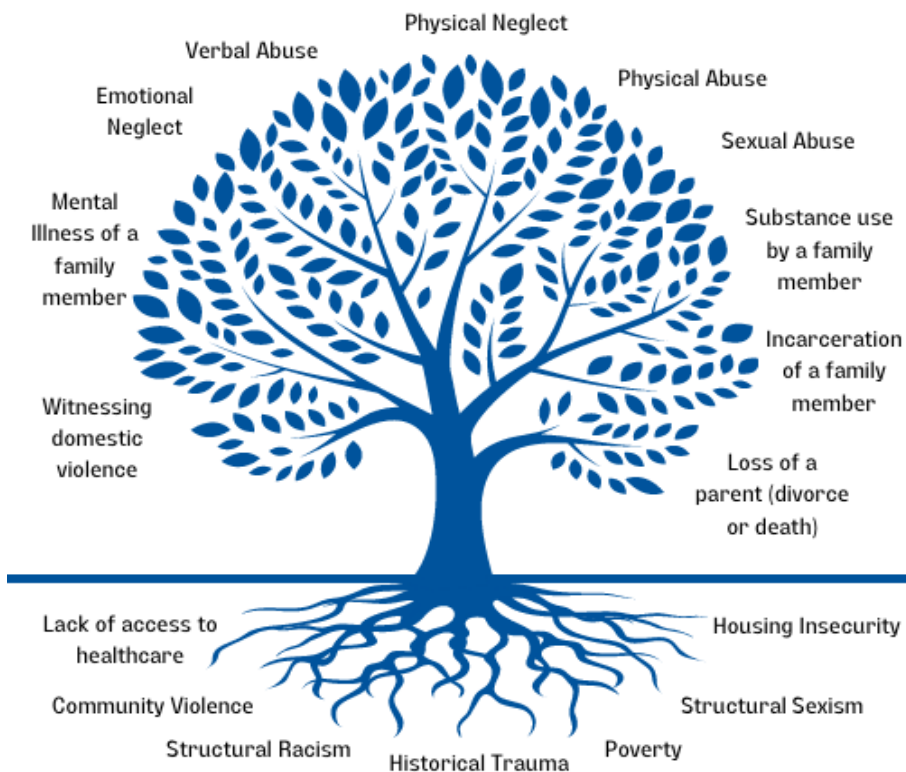 Physical Neglect
Verbal Abuse
Physical Abuse
Emotional
Neglect
Sexual Abuse
Mental
Illness of a
family
member
Substance use
by a family
member
Incarceration
of a family
member
Witnessing
domestic
violence
Loss of a
parent (divorce
or death)
Lack of access to
healthcare
Housing Insecurity
Community Violence
Structural Sexism
Structural Racism
Historical Trauma
Poverty